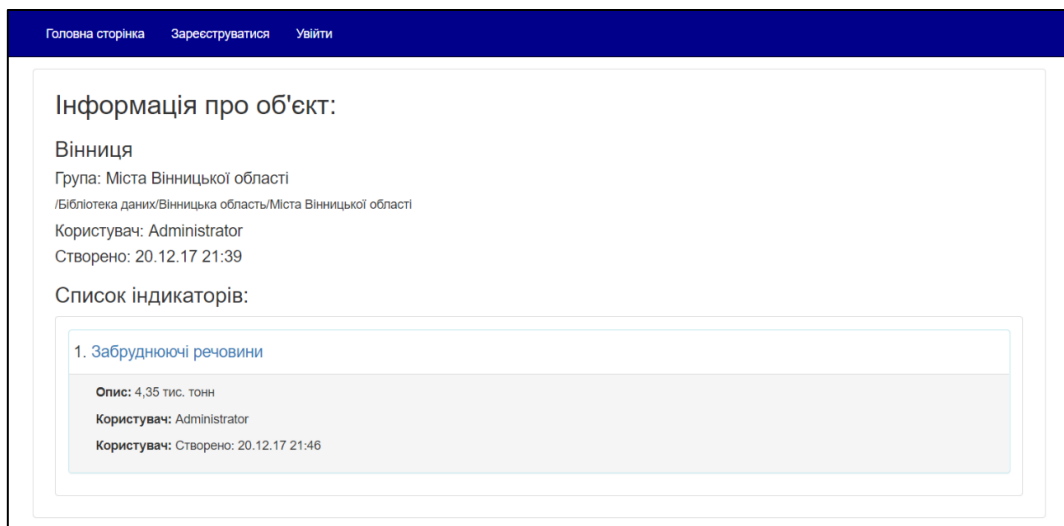 Головна сторінка Зареєструватися Увійти
Інформація про об'єкт:
Вінниця
Група: Міста Вінницької області
/Бібліотека даних/Вінницька область/Міста Вінницької області
Користувач: Administrator
Створено: 20.12.17 21:39
Список індикаторів:
1. Забруднюючі речовини
Опис: 4,35 тис. тонн
Користувач: Administrator
Користувач: Створено: 20.12.17 21:46